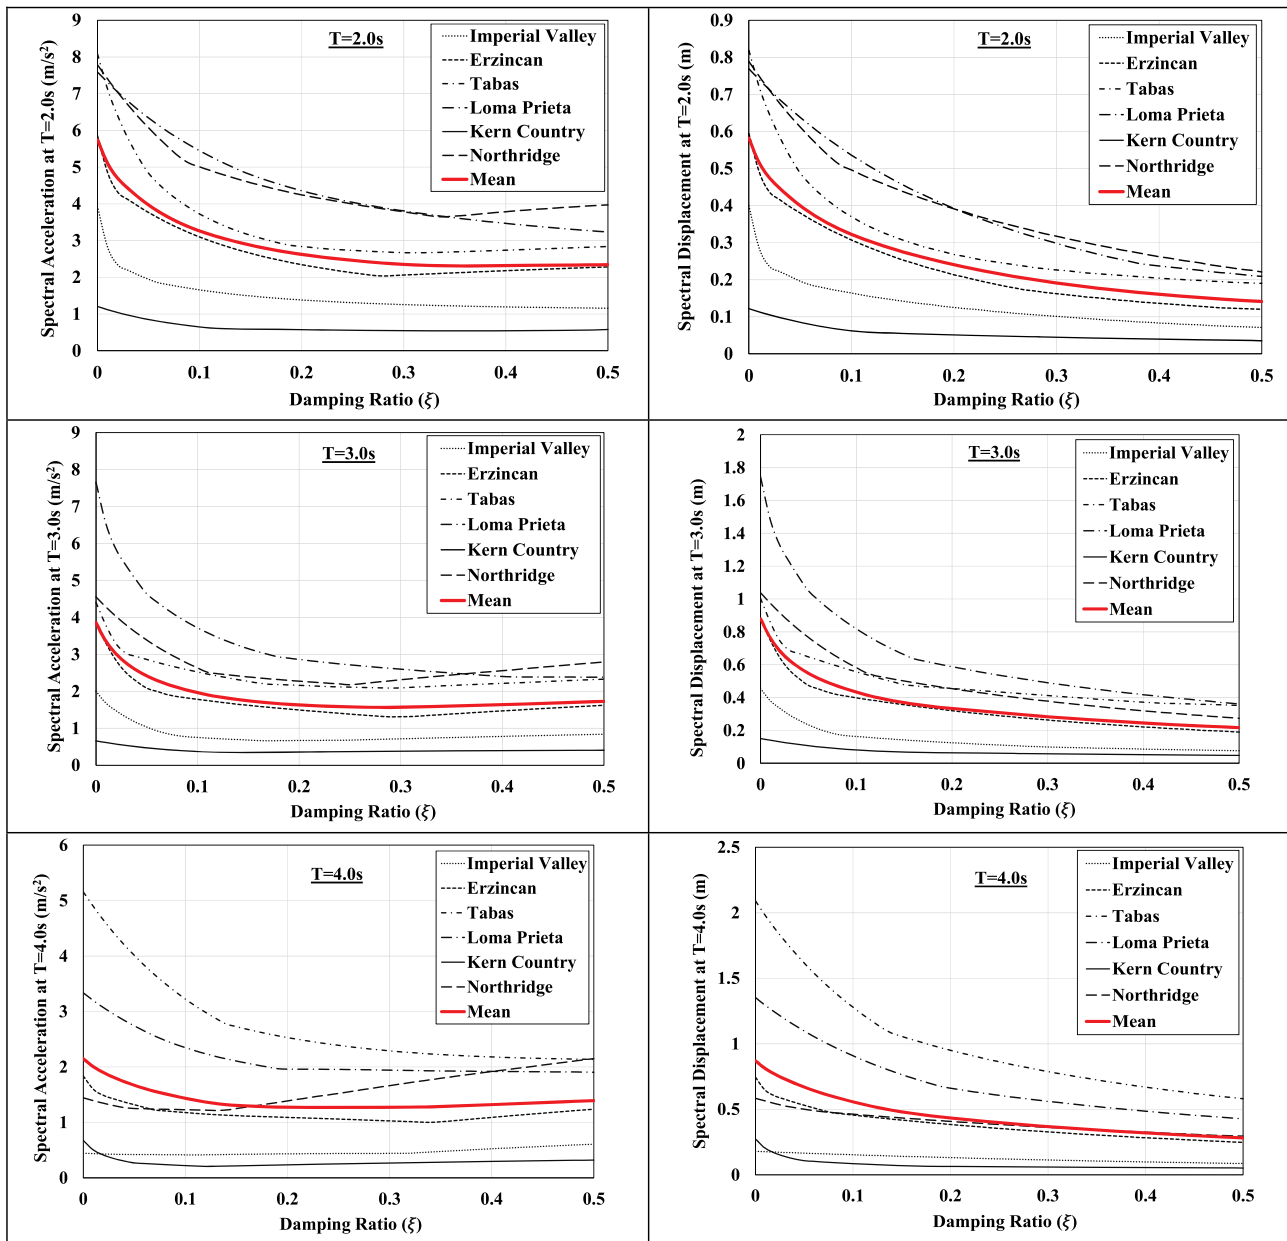 Spectral Acceleration at T=2.0s (m/s²)
9
8
7
6
5
4
3
2
1
0
T=2.0s
Imperial Valley
Erzincan
Tabas
Loma Prieta
Kern Country
Northridge
Mean
0 0.1 0.2 0.3 0.4 0.5
Damping Ratio (ξ)
Spectral Displacement at T=2.0s (m)
0.9
0.8
0.7
0.6
0.5
0.4
0.3
0.2
0.1
0
T=2.0s
Imperial Valley
Erzincan
Tabas
Loma Prieta
Kern Country
Northridge
Mean
0 0.1 0.2 0.3 0.4 0.5
Damping Ratio (ξ)
Spectral Acceleration at T=3.0s (m/s²)
9
8
7
6
5
4
3
2
1
0
T=3.0s
Imperial Valley
Erzincan
Tabas
Loma Prieta
Kern Country
Northridge
Mean
0 0.1 0.2 0.3 0.4 0.5
Damping Ratio (ξ)
Spectral Displacement at T=3.0s (m)
2
1.8
1.6
1.4
1.2
1
0.8
0.6
0.4
0.2
0
T=3.0s
Imperial Valley
Erzincan
Tabas
Loma Prieta
Kern Country
Northridge
Mean
0 0.1 0.2 0.3 0.4 0.5
Damping Ratio (ξ)
Spectral Acceleration at T=4.0s (m/s²)
6
5
4
3
2
1
0
T=4.0s
Imperial Valley
Erzincan
Tabas
Loma Prieta
Kern Country
Northridge
Mean
0 0.1 0.2 0.3 0.4 0.5
Damping Ratio (ξ)
Spectral Displacement at T=4.0s (m)
2.5
2
1.5
1
0.5
0
T=4.0s
Imperial Valley
Erzincan
Tabas
Loma Prieta
Kern Country
Northridge
Mean
0 0.1 0.2 0.3 0.4 0.5
Damping Ratio (ξ)